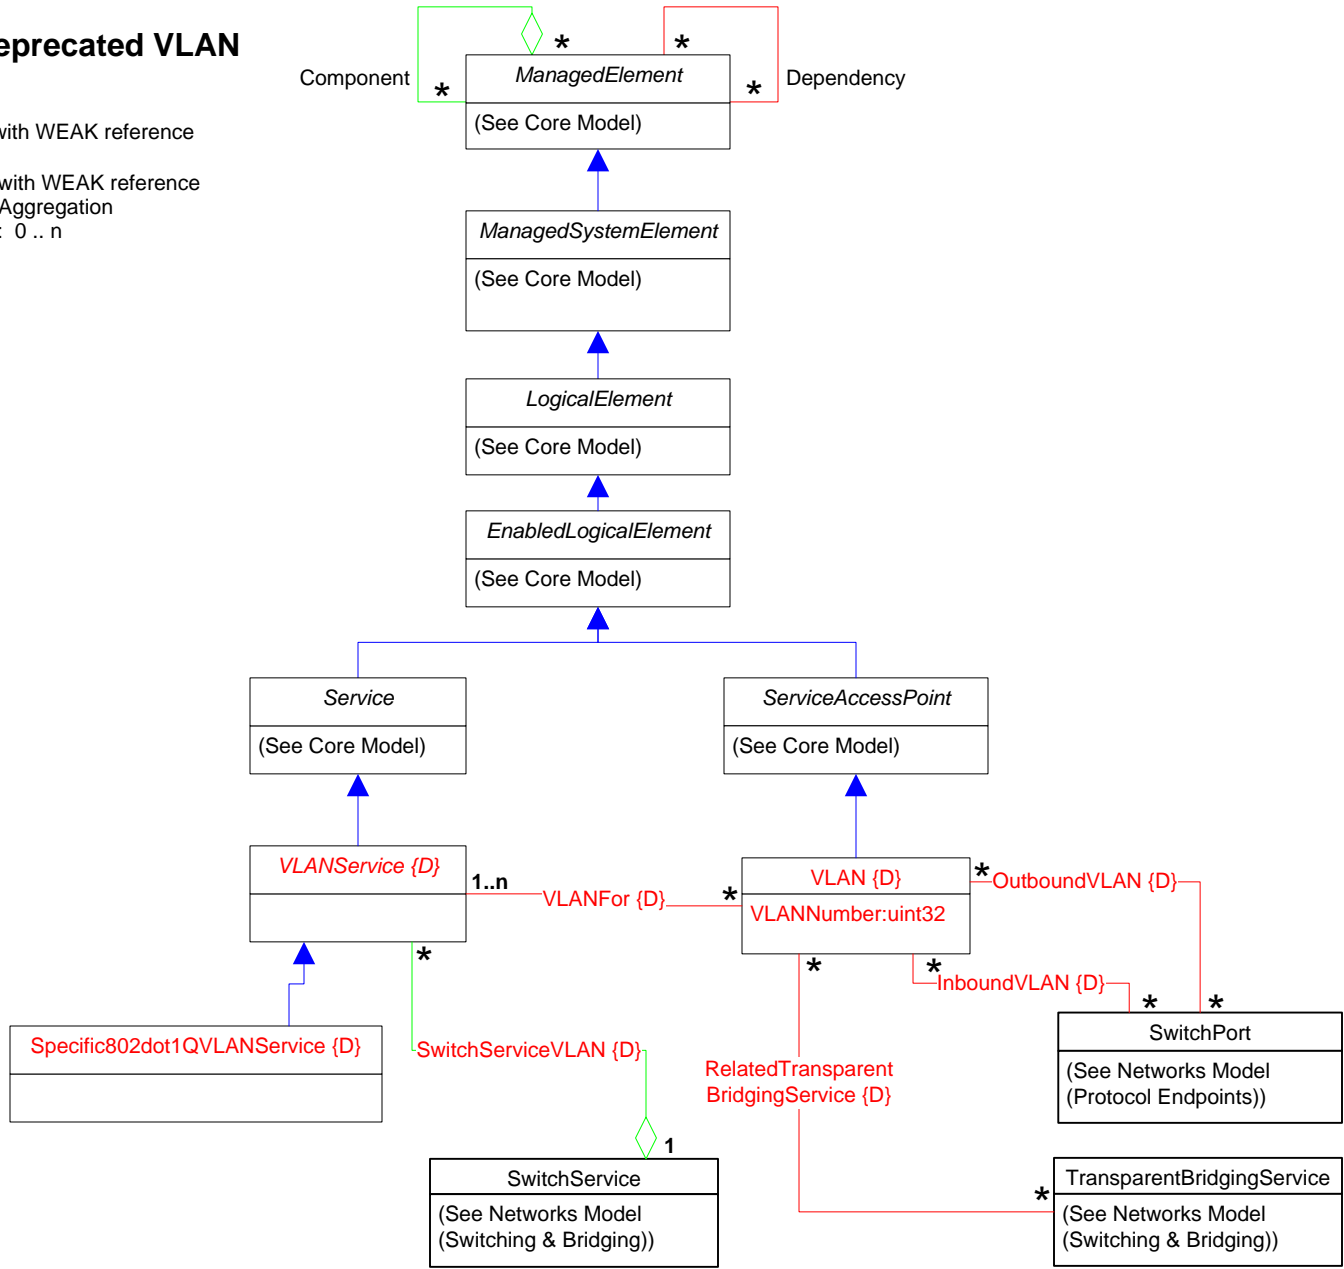 eprecated VLAN
with WEAK reference
with WEAK reference
Aggregation
: 0 .. n
Component
*
*
ManagedElement
*
*
Dependency
(See Core Model)
ManagedSystemElement
(See Core Model)
LogicalElement
(See Core Model)
EnabledLogicalElement
(See Core Model)
Service
(See Core Model)
ServiceAccessPoint
(See Core Model)
VLANService {D}
1..n
VLANFor {D}
*
VLAN {D}
VLANNumber:uint32
*
OutboundVLAN {D}
*
*
*
InboundVLAN {D}
*
*
Specific802dot1QVLANService {D}
SwitchServiceVLAN {D}
1
RelatedTransparent
BridgingService {D}
SwitchPort
(See Networks Model
(Protocol Endpoints))
SwitchService
(See Networks Model
(Switching & Bridging))
*
TransparentBridgingService
(See Networks Model
(Switching & Bridging))